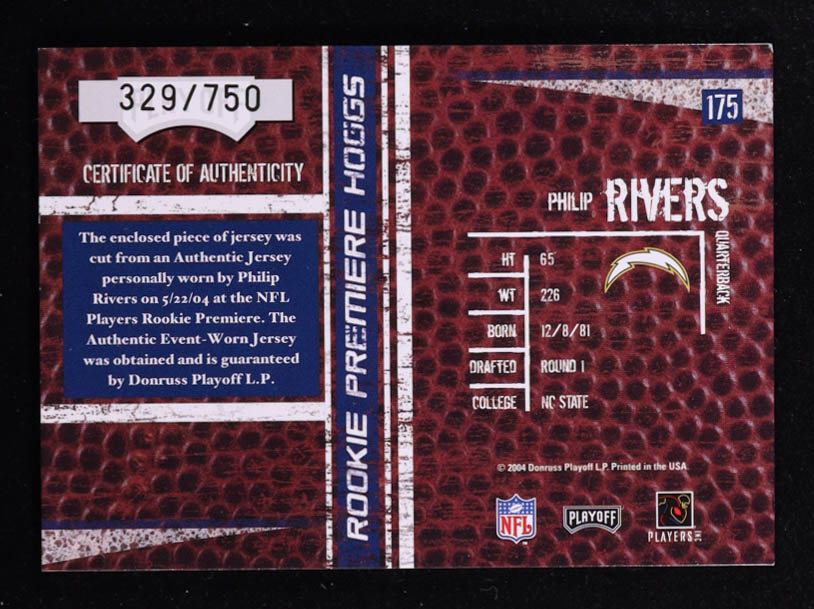 329/750
CERTIFICATE OF AUTHENTICITY
The enclosed piece of jersey was
cut from an Authentic Jersey
personally worn by Philip
Rivers on 5/22/04 at the NFL
Players Rookie Premiere. The
Authentic Event-Worn Jersey
was obtained and is guaranteed
by Donruss Playoff L.P.
ROOKIE PREMIERE HOGGS
175
PHILIP RIVERS
QUARTERBACK
HT 65
WT 226
BORN 12/8/81
DRAFTED ROUND 1
COLLEGE NC STATE
© 2004 Donruss Playoff L.P. Printed in the USA.
NFL
PLAYOFF
PLAYERS INC